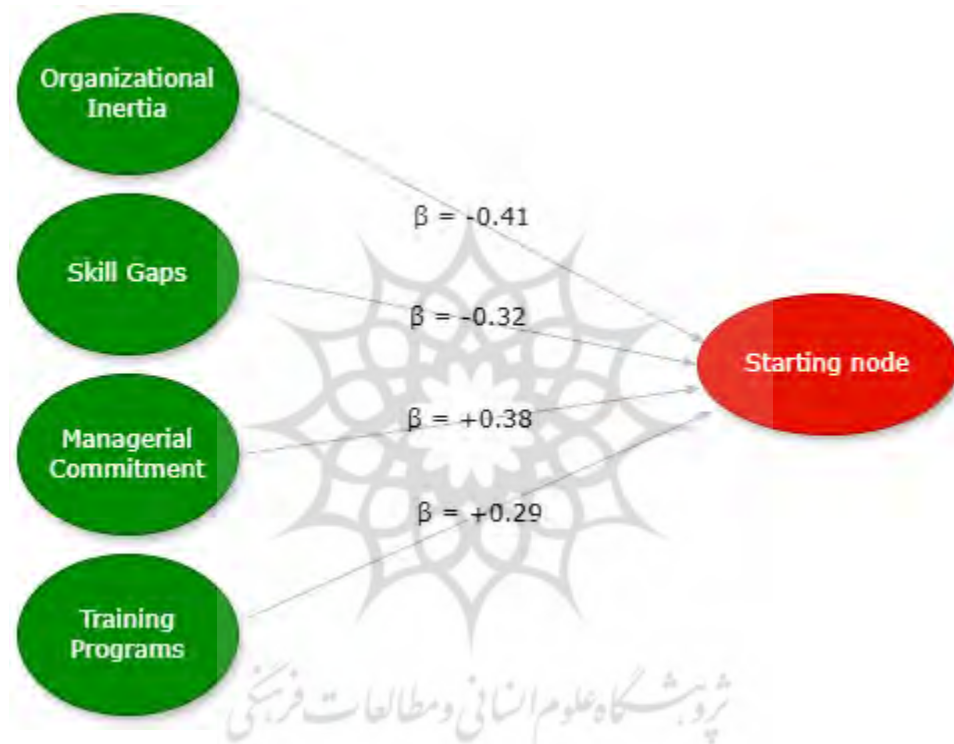 Organizational
Inertia
β = -0.41
Skill Gaps
β = -0.32
Starting node
Managerial
Commitment
β = +0.38
β = +0.29
Training
Programs
پژوهشگاه علوم انسانی و مطالعات فرهنگی